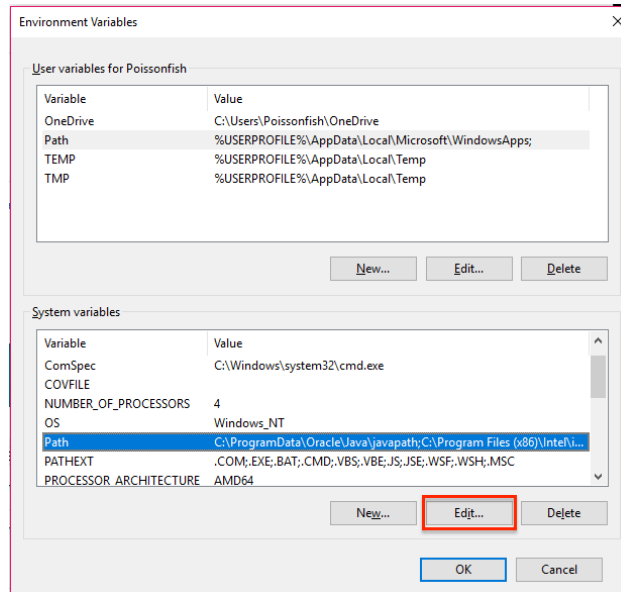 Environment Variables
User variables for Poissonfish
Variable Value
OneDrive C:\Users\Poissonfish\OneDrive
Path %USERPROFILE%\AppData\Local\Microsoft\WindowsApps;
TEMP %USERPROFILE%\AppData\Local\Temp
TMP %USERPROFILE%\AppData\Local\Temp
New... Edit... Delete
System variables
Variable Value
ComSpec C:\Windows\system32\cmd.exe
COVFILE
NUMBER_OF_PROCESSORS 4
OS Windows_NT
Path C:\ProgramData\Oracle\Java\javapath;C:\Program Files (x86)\Intel\i...
PATHEXT .COM;.EXE;.BAT;.CMD;.VBS;.VBE;.JS;.JSE;.WSF;.WSH;.MSC
PROCESSOR_ARCHITECTURE AMD64
New... Edit... Delete
OK Cancel